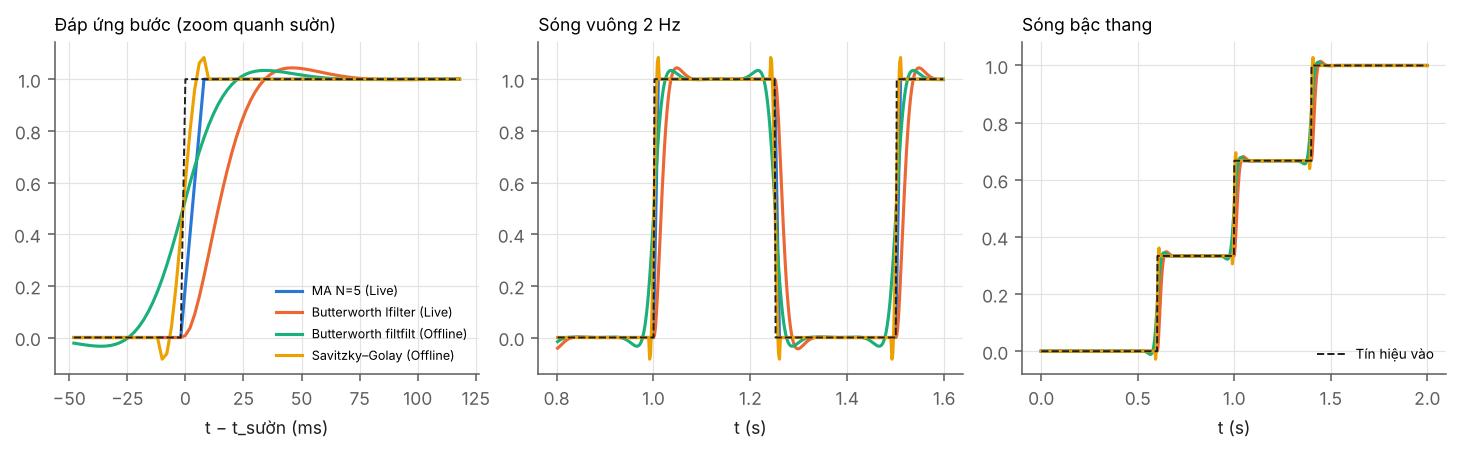 Đáp ứng bước (zoom quanh sườn)
1.0
0.8
0.6
0.4
0.2
0.0
−50 −25 0 25 50 75 100 125
t − t_sườn (ms)
MA N=5 (Live)
Butterworth lfilter (Live)
Butterworth filtfilt (Offline)
Savitzky–Golay (Offline)
Sóng vuông 2 Hz
1.0
0.8
0.6
0.4
0.2
0.0
0.8 1.0 1.2 1.4 1.6
t (s)
Sóng bậc thang
1.0
0.8
0.6
0.4
0.2
0.0
Tín hiệu vào
0.0 0.5 1.0 1.5 2.0
t (s)